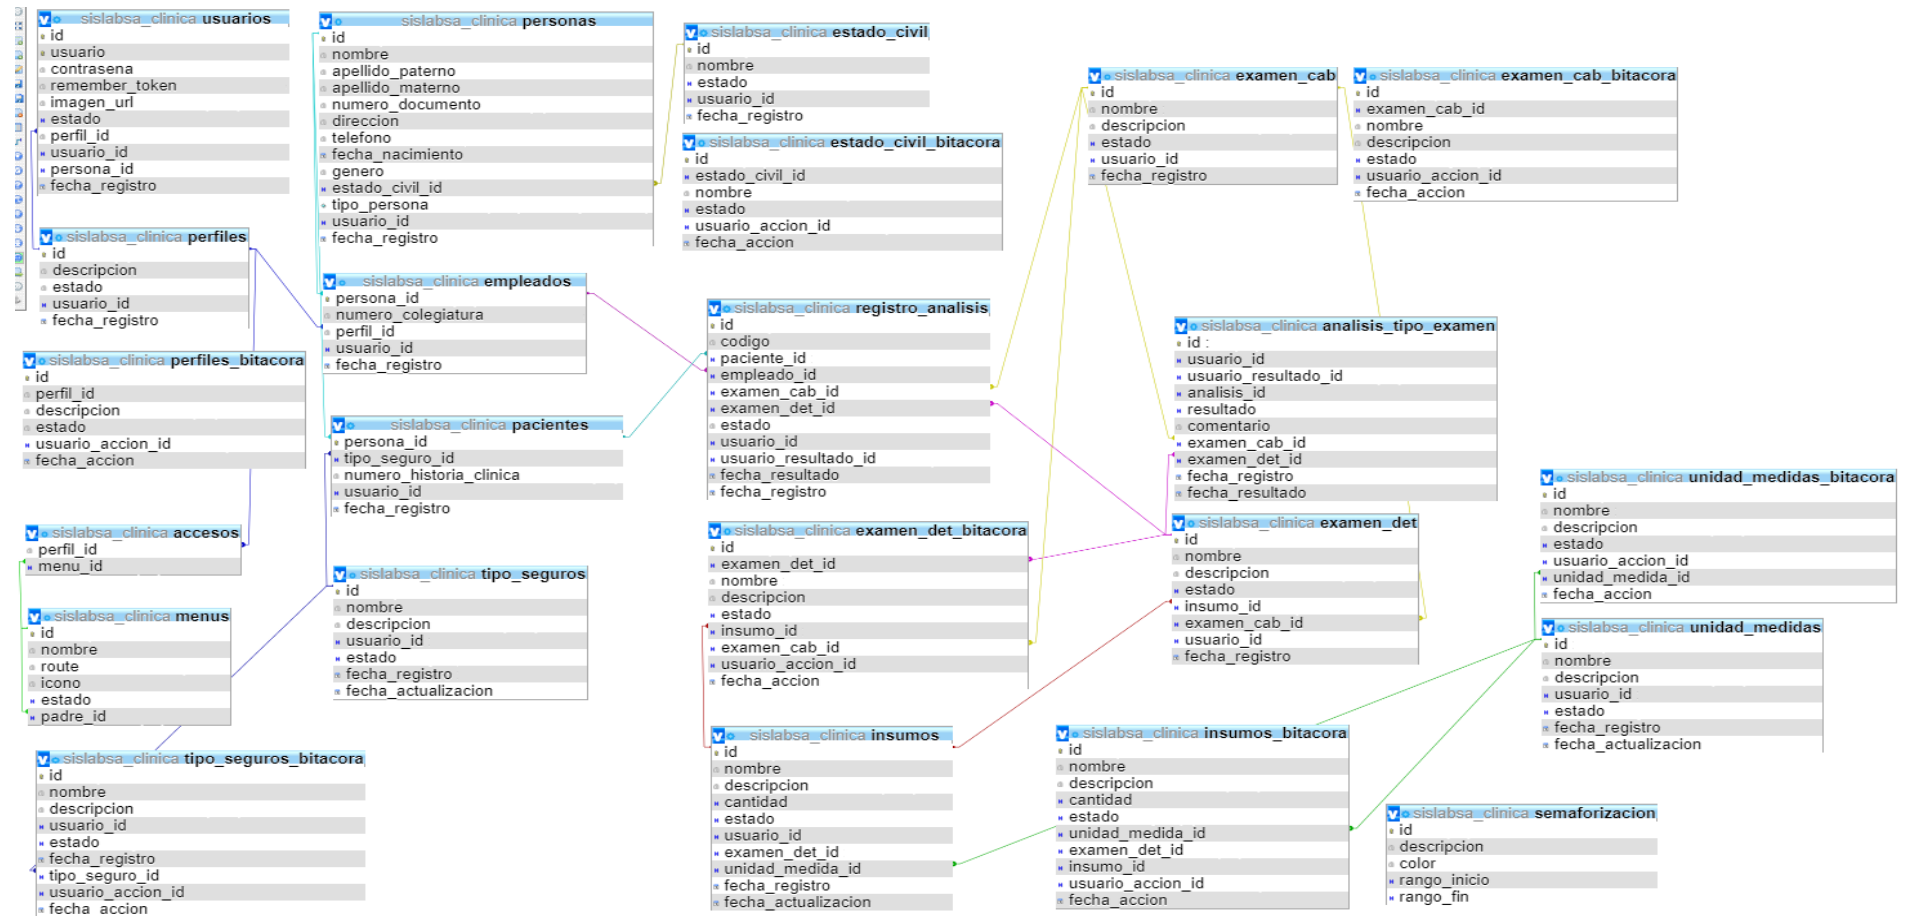 sislabsa_clinica usuarios
id
usuario
contrasena
remember_token
imagen_url
estado
perfil_id
usuario_id
persona_id
fecha_registro
sislabsa_clinica perfiles
id
descripcion
estado
usuario_id
fecha_registro
sislabsa_clinica perfiles_bitacora
id
perfil_id
descripcion
estado
usuario_accion_id
fecha_accion
sislabsa_clinica accesos
perfil_id
menu_id
sislabsa_clinica menus
id
nombre
route
icono
estado
padre_id
sislabsa_clinica tipo_seguros_bitacora
id
nombre
descripcion
usuario_id
estado
fecha_registro
tipo_seguro_id
usuario_accion_id
fecha_accion
sislabsa_clinica personas
id
nombre
apellido_paterno
apellido_materno
numero_documento
direccion
telefono
fecha_nacimiento
genero
estado_civil_id
tipo_persona
usuario_id
fecha_registro
sislabsa_clinica empleados
persona_id
numero_colegiatura
perfil_id
usuario_id
fecha_registro
sislabsa_clinica pacientes
persona_id
tipo_seguro_id
numero_historia_clinica
usuario_id
fecha_registro
sislabsa_clinica tipo_seguros
id
nombre
descripcion
usuario_id
estado
fecha_registro
fecha_actualizacion
sislabsa_clinica estado_civil
id
nombre
estado
usuario_id
fecha_registro
sislabsa_clinica estado_civil_bitacora
id
estado_civil_id
nombre
estado
usuario_accion_id
fecha_accion
sislabsa_clinica registro_analisis
id
codigo
paciente_id
empleado_id
examen_cab_id
examen_det_id
estado
usuario_id
usuario_resultado_id
fecha_resultado
fecha_registro
sislabsa_clinica examen_det_bitacora
id
examen_det_id
nombre
descripcion
estado
insumo_id
examen_cab_id
usuario_accion_id
fecha_accion
sislabsa_clinica insumos
id
nombre
descripcion
cantidad
estado
usuario_id
examen_det_id
unidad_medida_id
fecha_registro
fecha_actualizacion
sislabsa_clinica examen_cab
id
nombre
descripcion
estado
usuario_id
fecha_registro
sislabsa_clinica examen_cab_bitacora
id
examen_cab_id
nombre
descripcion
estado
usuario_accion_id
fecha_accion
sislabsa_clinica analisis_tipo_examen
id :
usuario_id
usuario_resultado_id
analisis_id
resultado
comentario
examen_cab_id
examen_det_id
fecha_registro
fecha_resultado
sislabsa_clinica examen_det
id
nombre
descripcion
estado
insumo_id
examen_cab_id
usuario_id
fecha_registro
sislabsa_clinica insumos_bitacora
id
nombre
descripcion
cantidad
estado
unidad_medida_id
examen_det_id
insumo_id
usuario_accion_id
fecha_accion
sislabsa_clinica unidad_medidas_bitacora
id
nombre
descripcion
estado
usuario_accion_id
unidad_medida_id
fecha_accion
sislabsa_clinica unidad_medidas
id
nombre
descripcion
usuario_id
estado
fecha_registro
fecha_actualizacion
sislabsa_clinica semaforizacion
id
descripcion
color
rango_inicio
rango_fin